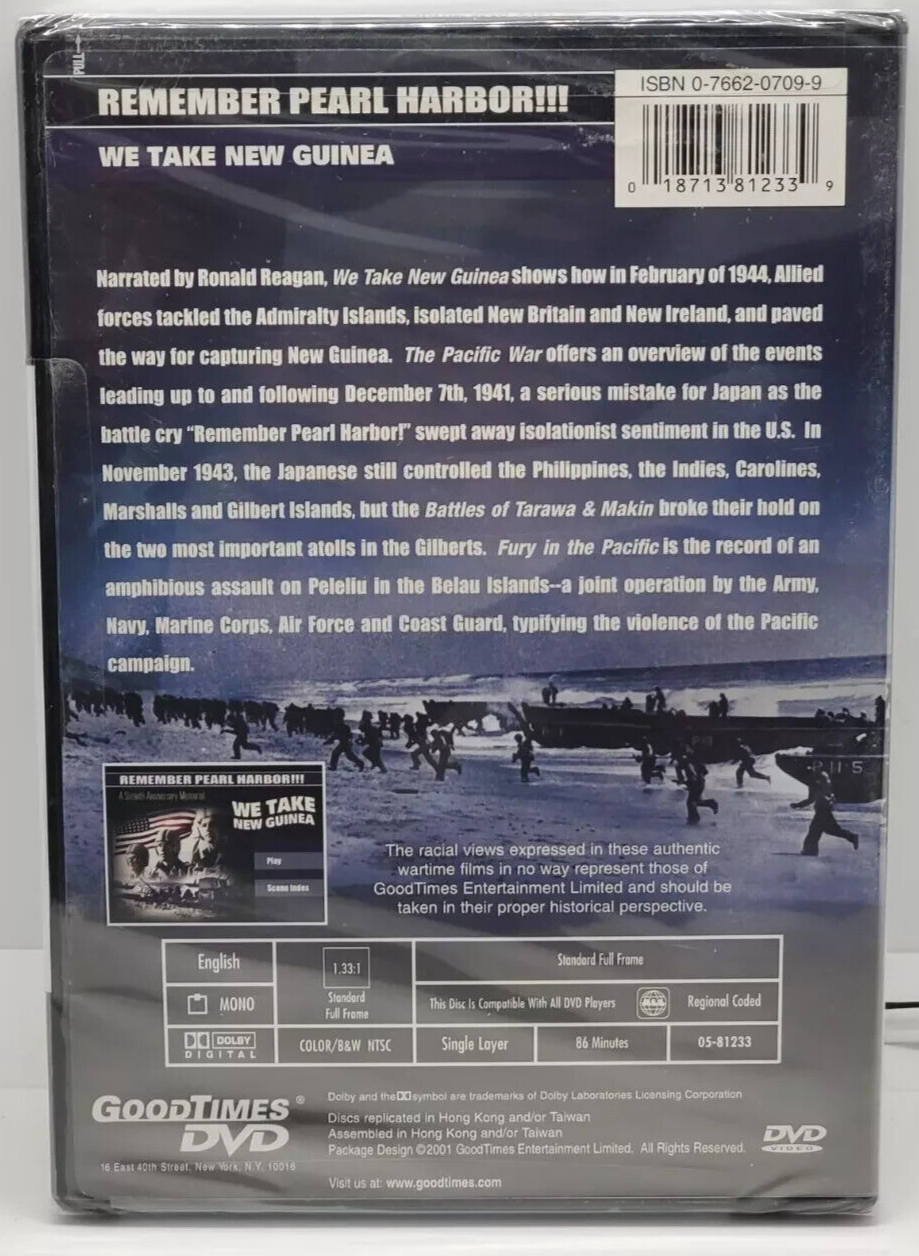 PULL→
REMEMBER PEARL HARBOR!!!
WE TAKE NEW GUINEA
ISBN 0-7662-0709-9
0 18713 81233 9
Narrated by Ronald Reagan, We Take New Guinea shows how in February of 1944, Allied
forces tackled the Admiralty Islands, isolated New Britain and New Ireland, and paved
the way for capturing New Guinea. The Pacific War offers an overview of the events
leading up to and following December 7th, 1941, a serious mistake for Japan as the
battle cry "Remember Pearl Harbor!" swept away isolationist sentiment in the U.S. In
November 1943, the Japanese still controlled the Philippines, the Indies, Carolines,
Marshalls and Gilbert Islands, but the Battles of Tarawa & Makin broke their hold on
the two most important atolls in the Gilberts. Fury in the Pacific is the record of an
amphibious assault on Peleliu in the Belau Islands--a joint operation by the Army,
Navy, Marine Corps, Air Force and Coast Guard, typifying the violence of the Pacific
campaign.
P 11 5
REMEMBER PEARL HARBOR!!!
A Sixtieth Anniversary Memorial
WE TAKE
NEW GUINEA
Play
Scene Index
The racial views expressed in these authentic
wartime films in no way represent those of
GoodTimes Entertainment Limited and should be
taken in their proper historical perspective.
English
1.33:1
Standard
Full Frame
Standard Full Frame
MONO
This Disc Is Compatible With All DVD Players
ALL
Regional Coded
DOLBY
DIGITAL
COLOR/B&W NTSC
Single Layer
86 Minutes
05-81233
GOODTIMES®
DVD
16 East 40th Street, New York, N.Y. 10016
Dolby and the symbol are trademarks of Dolby Laboratories Licensing Corporation
Discs replicated in Hong Kong and/or Taiwan
Assembled in Hong Kong and/or Taiwan
Package Design ©2001 GoodTimes Entertainment Limited. All Rights Reserved.
Visit us at: www.goodtimes.com
DVD
VIDEO